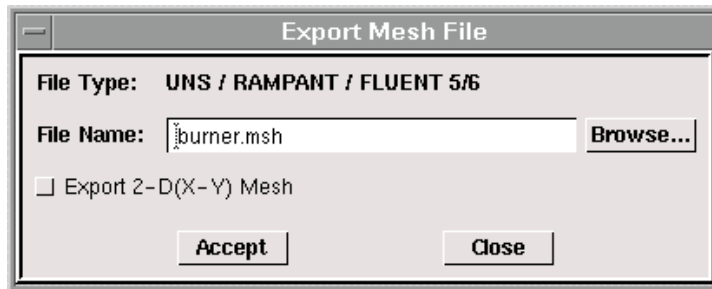 Export Mesh File
File Type: UNS / RAMPANT / FLUENT 5/6
File Name: burner.msh Browse...
Export 2-D(X-Y) Mesh
Accept Close